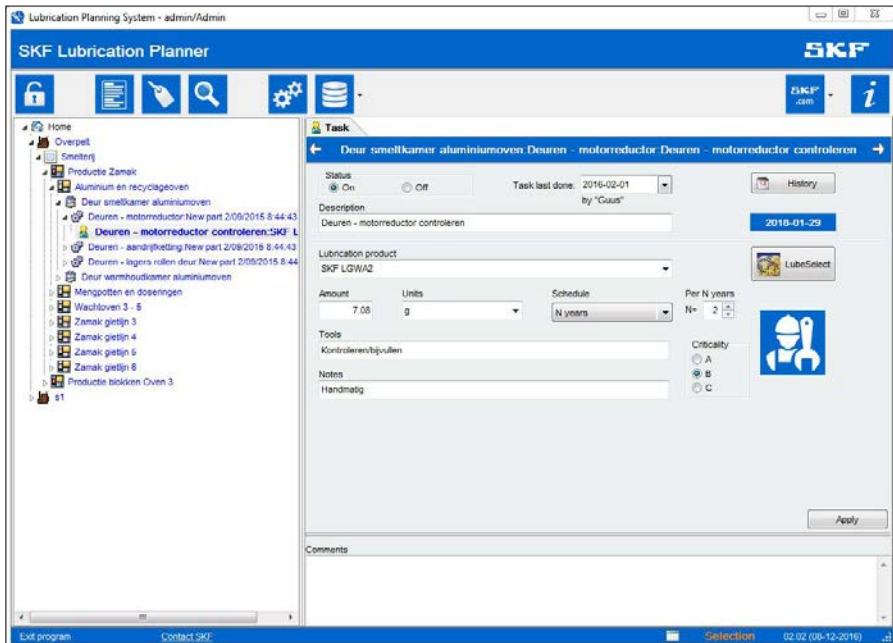 Lubrication Planning System - admin/Admin
SKF Lubrication Planner
SKF
SKF
.com
i
Home
Overpelt
Smelterij
Productie Zamak
Aluminium en recyclageoven
Deur smeltkamer aluminiumoven
Deuren - motorreductor:New part 2/09/2015 8:44:43
Deuren - motorreductor controleren:SKF L
Deuren - aandrijfketting:New part 2/09/2015 8:44:43
Deuren - lagers rollen deur:New part 2/09/2015 8:44
Deur warmhoudkamer aluminiumoven
Mengpotten en doseringen
Wachtoven 3 - 5
Zamak gietlijn 3
Zamak gietlijn 4
Zamak gietlijn 5
Zamak gietlijn 6
Productie blokken Oven 3
s1
Task
Deur smeltkamer aluminiumoven:Deuren - motorreductor:Deuren - motorreductor controleren
Status
On
Off
Task last done:
2016-02-01
by "Guus"
History
Description
Deuren - motorreductor controleren
2018-01-29
Lubrication product
SKF LGWA2
LubeSelect
Amount
Units
Schedule
Per N years
7.08
g
N years
N=
2
Tools
Kontroleren/bijvullen
Criticality
A
B
C
Notes
Handmatig
Apply
Comments
Exit program
Contact SKF
Selection
02.02 (08-12-2016)